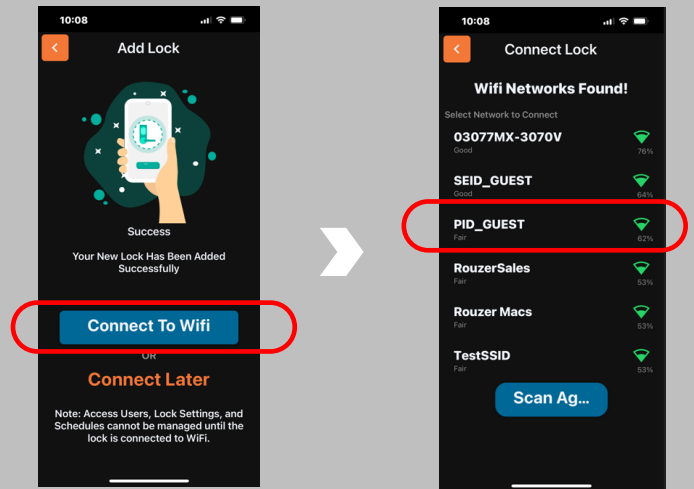 10:08
Add Lock
Success
Your New Lock Has Been Added
Successfully
Connect To Wifi
OR
Connect Later
Note: Access Users, Lock Settings, and
Schedules cannot be managed until the
lock is connected to WiFi.
10:08
Connect Lock
Wifi Networks Found!
Select Network to Connect
03077MX-3070V
Good 76%
SEID_GUEST
Good 64%
PID_GUEST
Fair 62%
RouzerSales
Fair 53%
Rouzer Macs
Fair 53%
TestSSID
Fair 53%
Scan Ag...